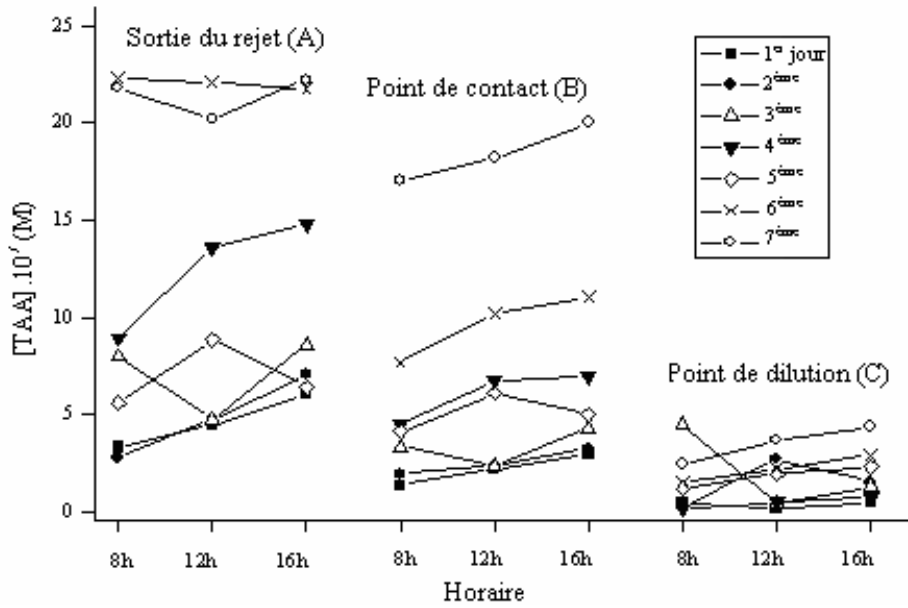 25
20
15
10
5
0
[TAA].10⁷ (M)
Sortie du rejet (A)
Point de contact (B)
Point de dilution (C)
1er jour
2ème
3ème
4ème
5ème
6ème
7ème
8h 12h 16h 8h 12h 16h 8h 12h 16h
Horaire